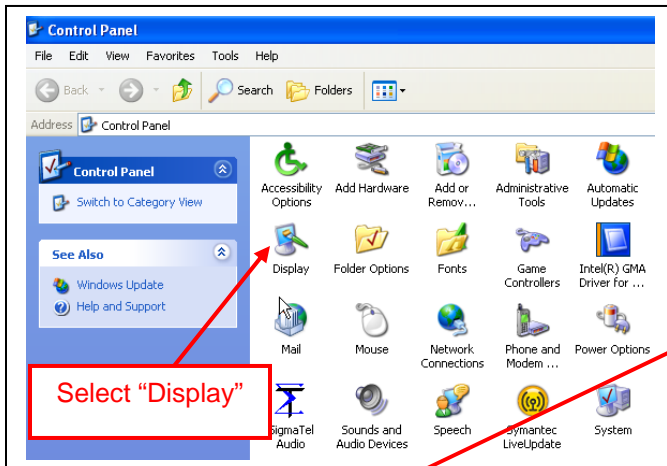 Control Panel
File Edit View Favorites Tools Help
Back Search Folders
Address Control Panel
Control Panel
Switch to Category View
See Also
Windows Update
Help and Support
Accessibility Options
Add Hardware
Add or Remov...
Administrative Tools
Automatic Updates
Display
Folder Options
Fonts
Game Controllers
Intel(R) GMA Driver for ...
Mail
Mouse
Network Connections
Phone and Modem ...
Power Options
Select “Display”
SigmaTel Audio
Sounds and Audio Devices
Speech
Symantec LiveUpdate
System